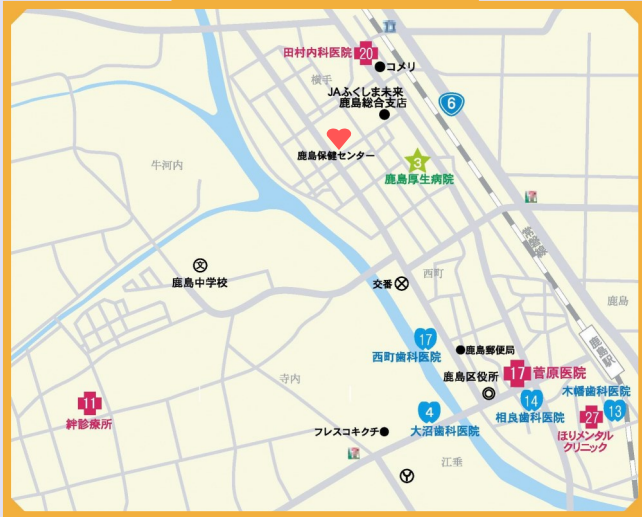 田村内科医院
20
コメリ
横手
JAふくしま未来
鹿島総合支店
6
鹿島保健センター
3
鹿島厚生病院
牛河内
常磐線
鹿島中学校
文
交番
西町
鹿島
17
西町歯科医院
鹿島郵便局
鹿島駅
17
菅原医院
鹿島区役所
寺内
木幡歯科医院
11
絆診療所
4
大沼歯科医院
14
相良歯科医院
27
13
ほりメンタル
クリニック
フレスコキクチ
江垂